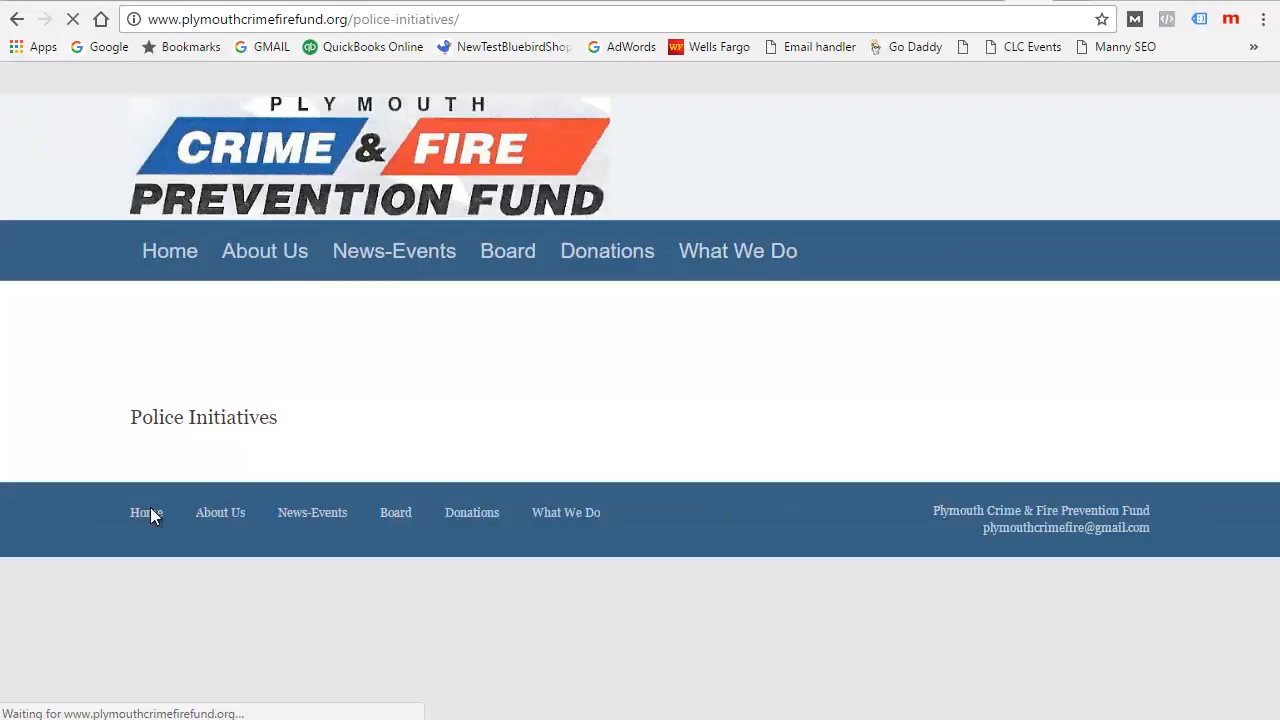 www.plymouthcrimefirefund.org/police-initiatives/
Apps Google Bookmarks GMAIL QuickBooks Online NewTestBluebirdShop AdWords Wells Fargo Email handler Go Daddy CLC Events Manny SEO »
PLYMOUTH
CRIME & FIRE
PREVENTION FUND
Home About Us News-Events Board Donations What We Do
Police Initiatives
Home About Us News-Events Board Donations What We Do
Plymouth Crime & Fire Prevention Fund
plymouthcrimefire@gmail.com
Waiting for www.plymouthcrimefirefund.org...